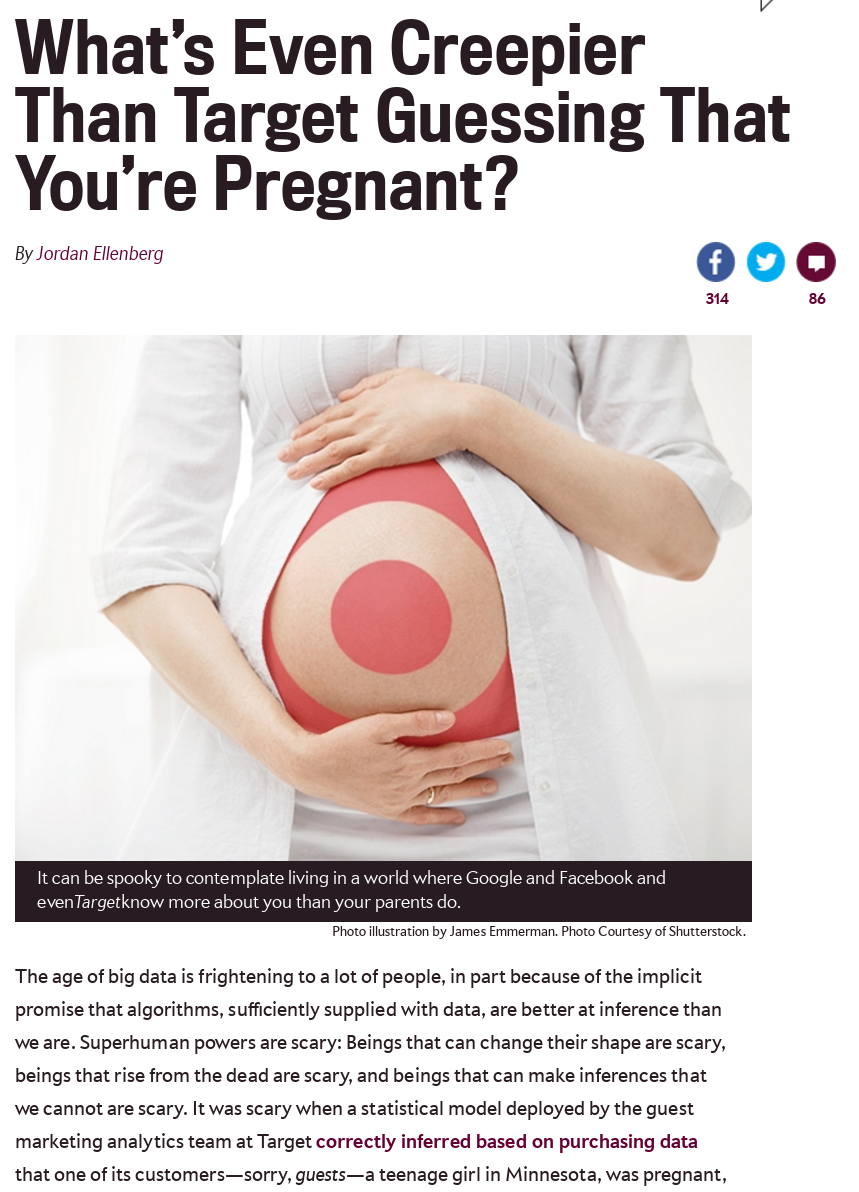 What’s Even Creepier
Than Target Guessing That
You’re Pregnant?
By Jordan Ellenberg
314
86
It can be spooky to contemplate living in a world where Google and Facebook and
evenTargetknow more about you than your parents do.
Photo illustration by James Emmerman. Photo Courtesy of Shutterstock.
The age of big data is frightening to a lot of people, in part because of the implicit
promise that algorithms, sufficiently supplied with data, are better at inference than
we are. Superhuman powers are scary: Beings that can change their shape are scary,
beings that rise from the dead are scary, and beings that can make inferences that
we cannot are scary. It was scary when a statistical model deployed by the guest
marketing analytics team at Target correctly inferred based on purchasing data
that one of its customers—sorry, guests—a teenage girl in Minnesota, was pregnant,